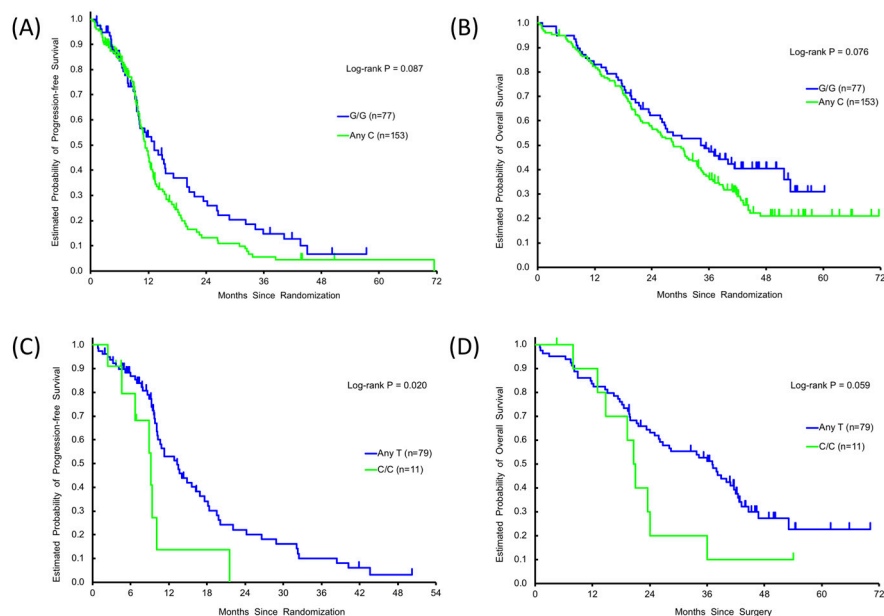 (A)
Estimated Probability of Progression-free Survival
1.0
0.9
0.8
0.7
0.6
0.5
0.4
0.3
0.2
0.1
0.0
Log-rank P = 0.087
G/G (n=77)
Any C (n=153)
0 12 24 36 48 60 72
Months Since Randomization
(B)
Estimated Probability of Overall Survival
1.0
0.9
0.8
0.7
0.6
0.5
0.4
0.3
0.2
0.1
0.0
Log-rank P = 0.076
G/G (n=77)
Any C (n=153)
0 12 24 36 48 60 72
Months Since Randomization
(C)
Estimated Probability of Progression-free Survival
1.0
0.9
0.8
0.7
0.6
0.5
0.4
0.3
0.2
0.1
0.0
Log-rank P = 0.020
Any T (n=79)
C/C (n=11)
0 6 12 18 24 30 36 42 48 54
Months Since Randomization
(D)
Estimated Probability of Overall Survival
1.0
0.9
0.8
0.7
0.6
0.5
0.4
0.3
0.2
0.1
0.0
Log-rank P = 0.059
Any T (n=79)
C/C (n=11)
0 12 24 36 48 60 72
Months Since Surgery